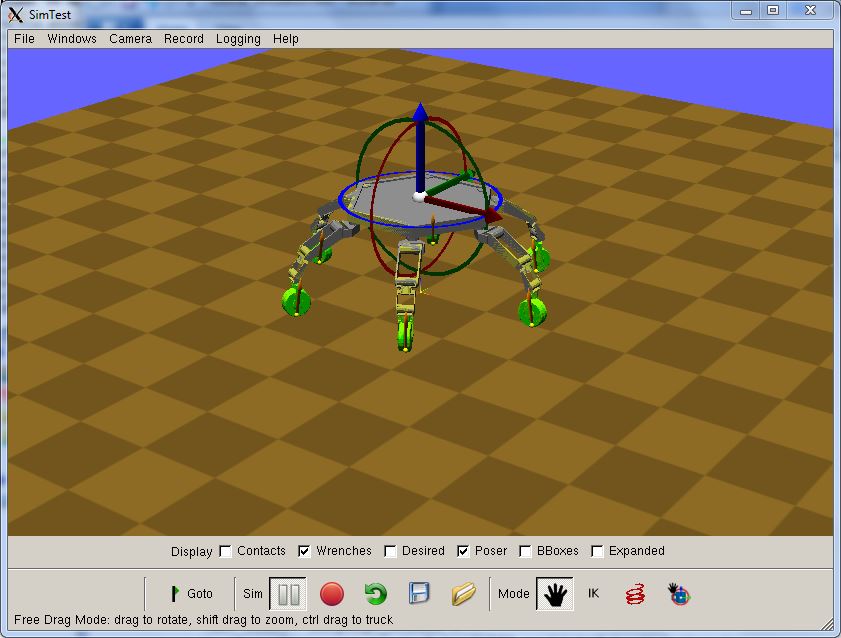 SimTest
File Windows Camera Record Logging Help
Display Contacts Wrenches Desired Poser BBoxes Expanded
Goto Sim Mode IK
Free Drag Mode: drag to rotate, shift drag to zoom, ctrl drag to truck